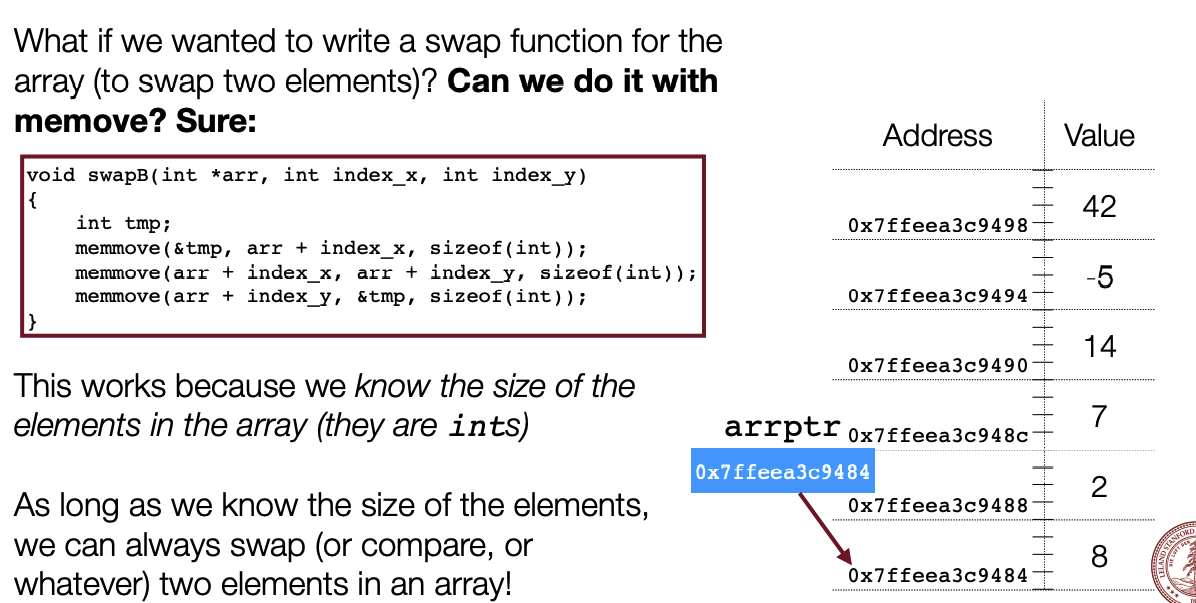 What if we wanted to write a swap function for the
array (to swap two elements)? Can we do it with
memove? Sure:
void swapB(int *arr, int index_x, int index_y)
{
    int tmp;
    memmove(&tmp, arr + index_x, sizeof(int));
    memmove(arr + index_x, arr + index_y, sizeof(int));
    memmove(arr + index_y, &tmp, sizeof(int));
}
This works because we know the size of the
elements in the array (they are ints)
As long as we know the size of the elements,
we can always swap (or compare, or
whatever) two elements in an array!
Address Value
0x7ffeea3c9498 42
0x7ffeea3c9494 -5
0x7ffeea3c9490 14
arrptr
0x7ffeea3c948c 7
0x7ffeea3c9484
0x7ffeea3c9488 2
0x7ffeea3c9484 8